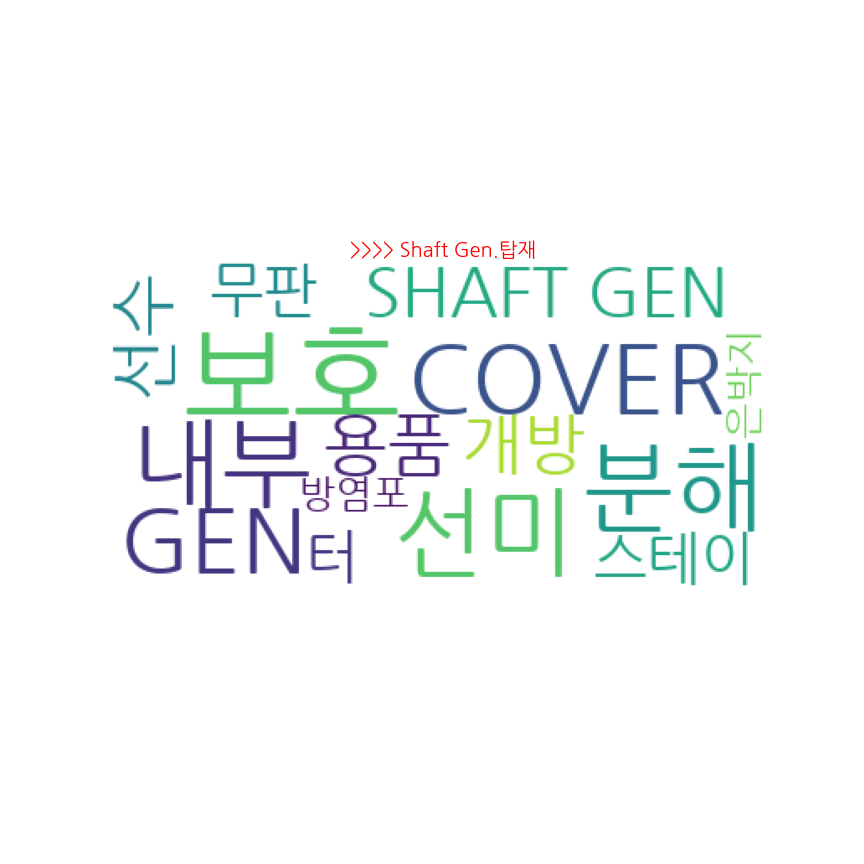 >>>> Shaft Gen.탑재
선수
무판
SHAFT GEN
보호
COVER
은박지
내부
용품
개방
분해
방염포
GEN
터
선미
스테이